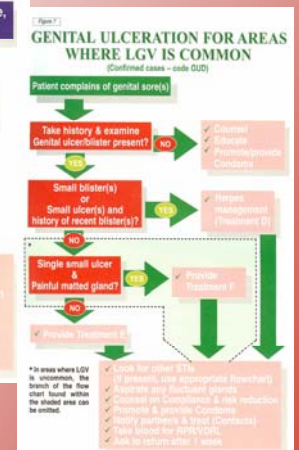 Figure 7
GENITAL ULCERATION FOR AREAS
WHERE LGV IS COMMON
(Confirmed cases – code GUD)
Patient complains of genital sore(s)
Take history & examine
Genital ulcer/blister present?
NO
✓ Counsel
✓ Educate
✓ Promote/provide
Condoms
YES
Small blister(s)
or
Small ulcer(s) and
history of recent blister(s)?
YES
Herpes
management
(Treatment D)
NO
*
Single small ulcer
&
Painful matted gland?
YES
✓ Provide
Treatment F
NO
✓ Provide Treatment E
* In areas where LGV
is uncommon, the
branch of the flow
chart found within
the shaded area can
be omitted.
✓ Look for other STIs
(If present, use appropriate flowchart)
✓ Aspirate any fluctuant glands
✓ Counsel on Compliance & risk reduction
✓ Promote & provide Condoms
✓ Notify partner/s & treat (Contacts)
✓ Take blood for RPR/VDRL
✓ Ask to return after 1 week